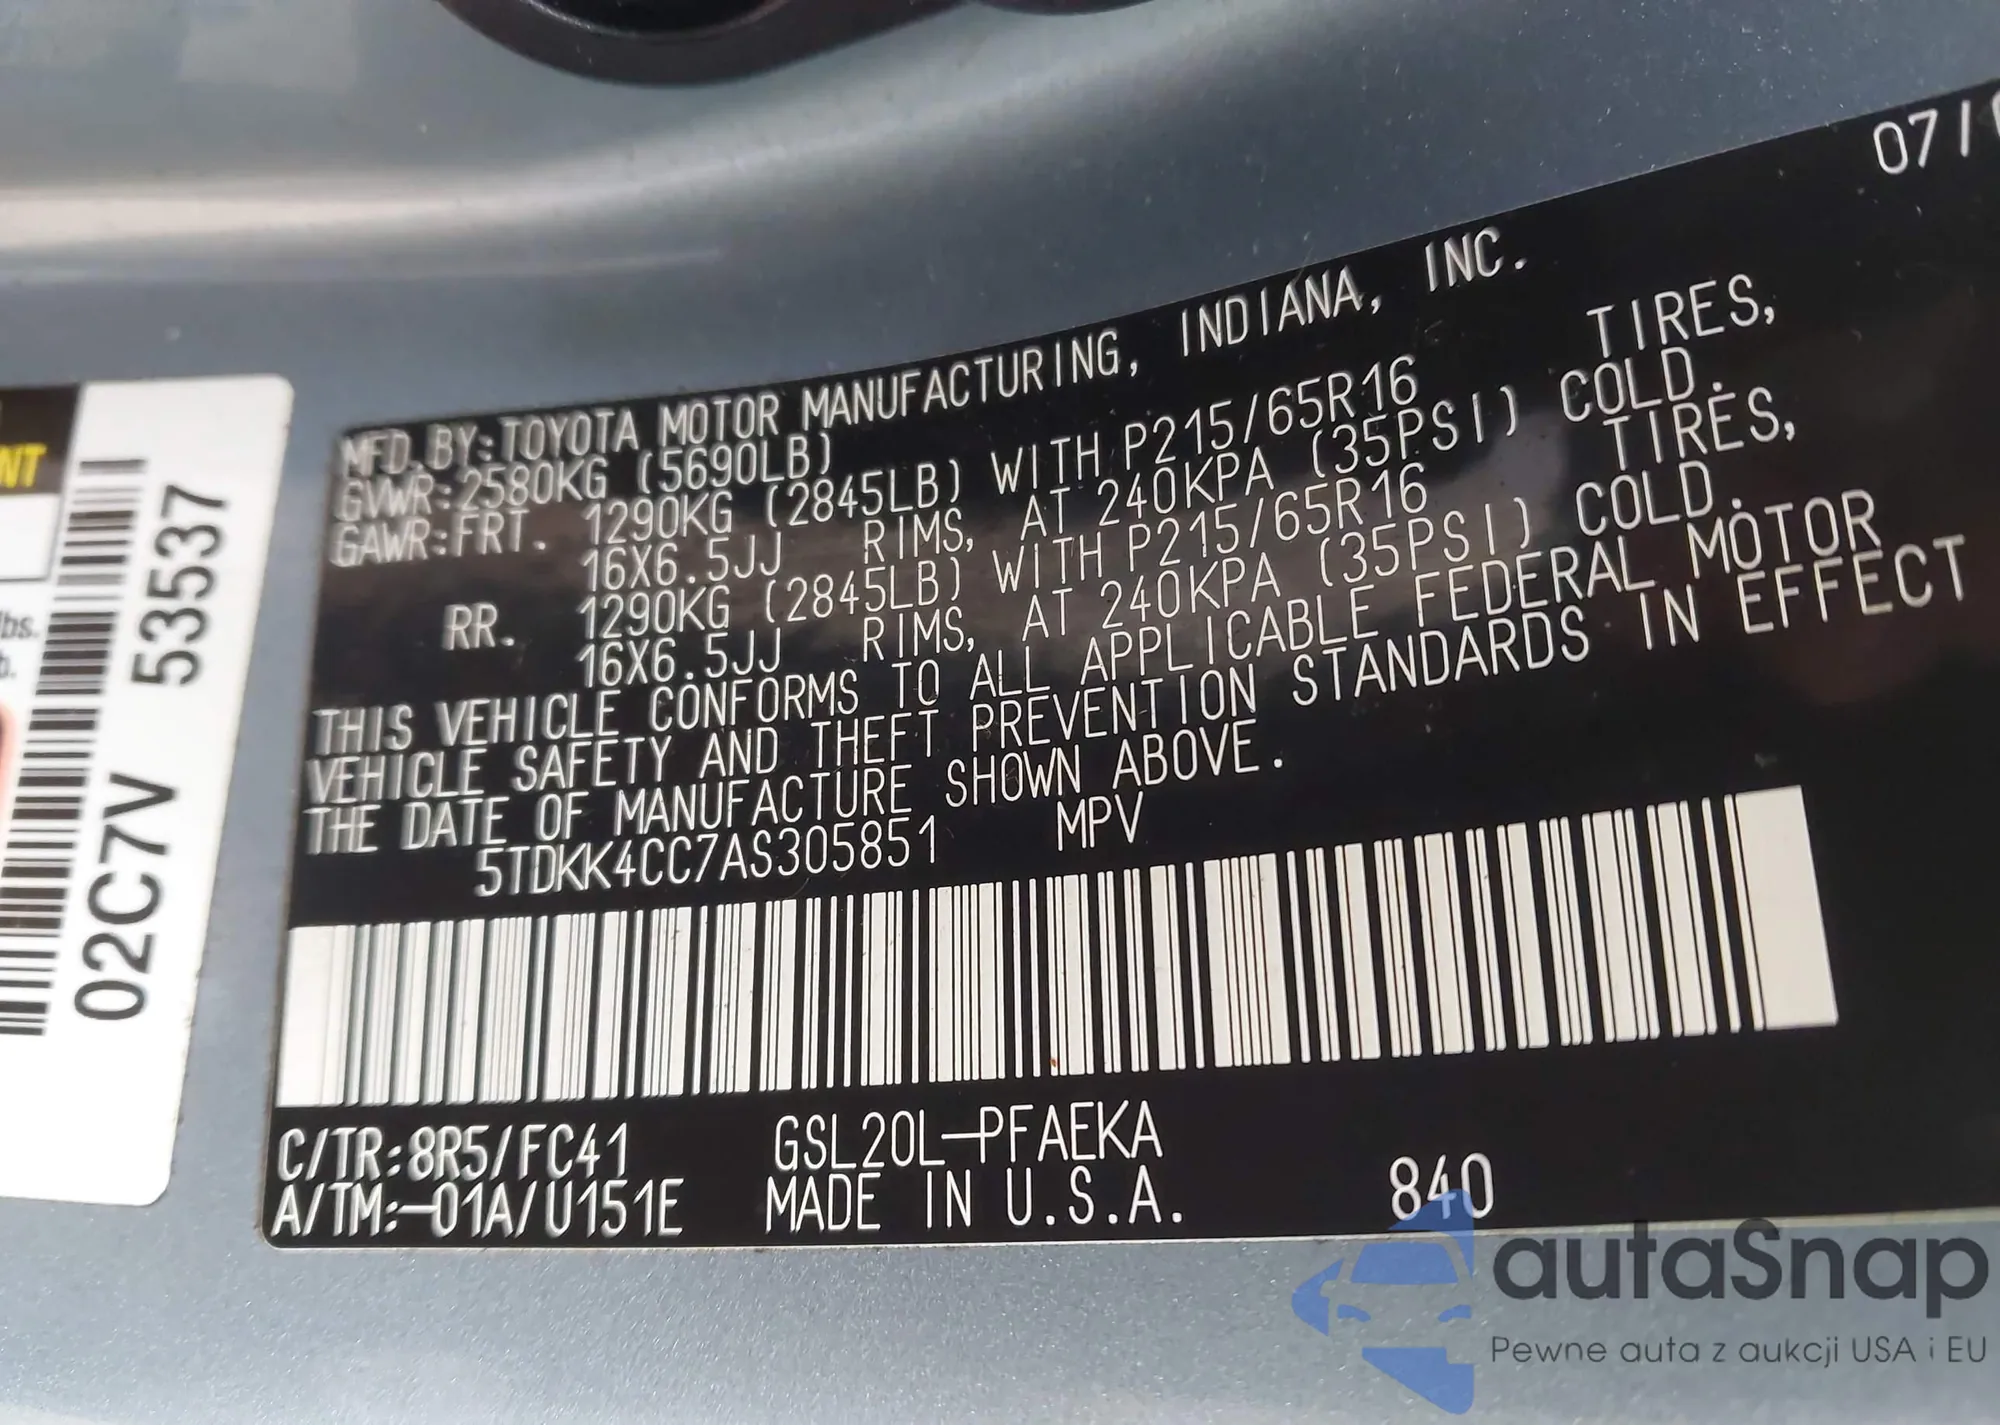 07/
MFD.BY:TOYOTA MOTOR MANUFACTURING, INDIANA, INC.
GVWR:2580KG (5690LB)
GAWR:FRT. 1290KG (2845LB) WITH P215/65R16 TIRES,
16X6.5JJ RIMS, AT 240KPA (35PSI) COLD.
RR. 1290KG (2845LB) WITH P215/65R16 TIRES,
16X6.5JJ RIMS, AT 240KPA (35PSI) COLD.
THIS VEHICLE CONFORMS TO ALL APPLICABLE FEDERAL MOTOR
VEHICLE SAFETY AND THEFT PREVENTION STANDARDS IN EFFECT
THE DATE OF MANUFACTURE SHOWN ABOVE.
5TDKK4CC7AS305851 MPV
C/TR:8R5/FC41 GSL20L-PFAEKA
A/TM:-01A/U151E MADE IN U.S.A. 840
NT
lbs.
b.
02C7V 53537
autaSnap
Pewne auta z aukcji USA i EU